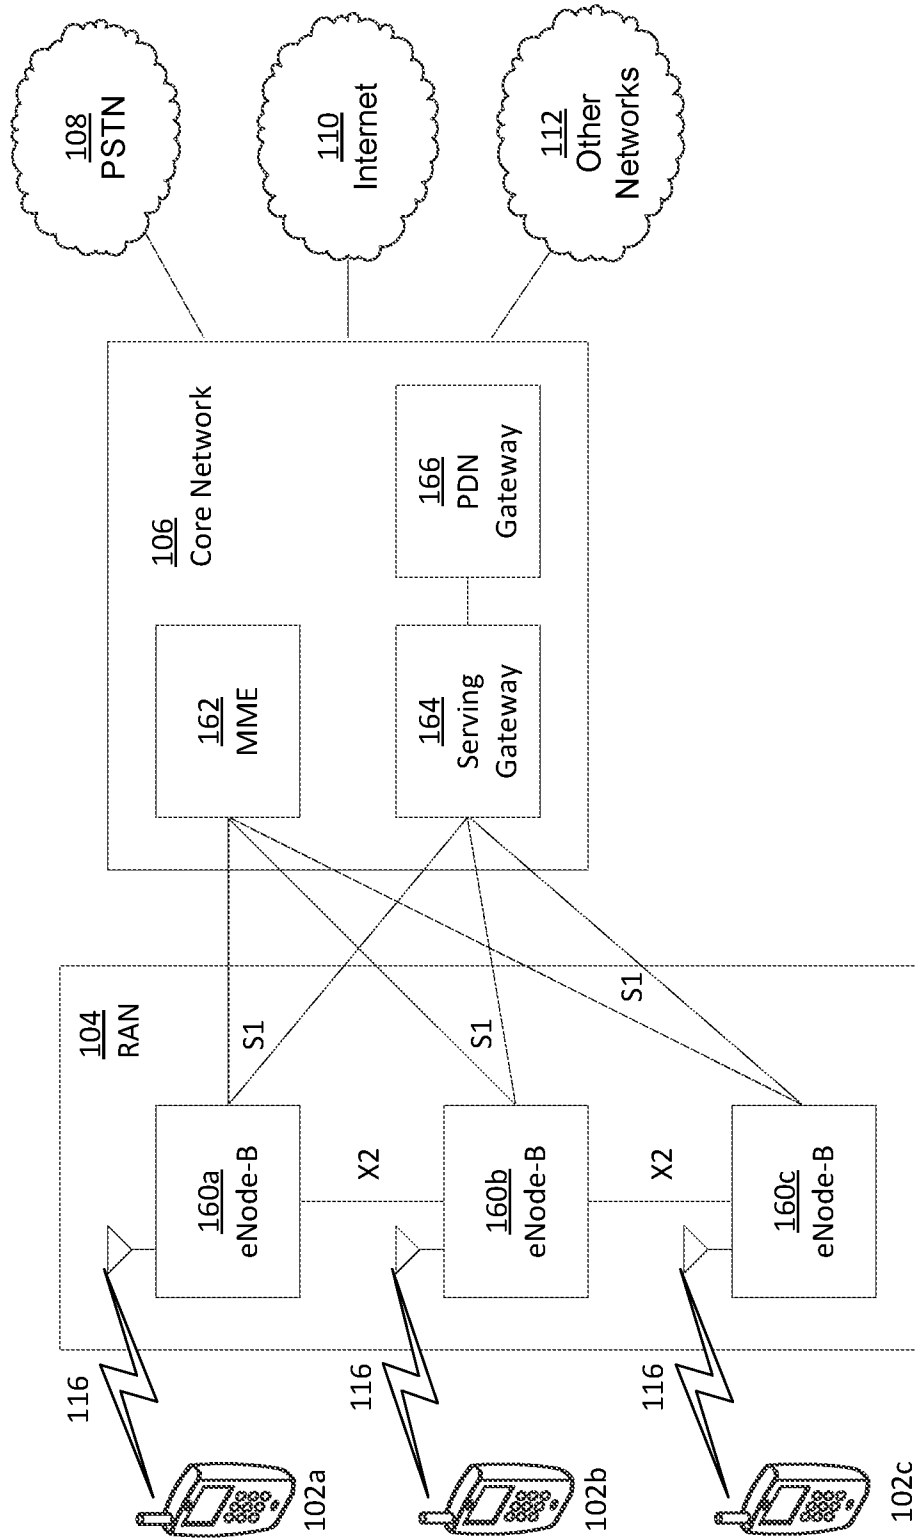 108
PSTN
110
Internet
112
Other
Networks
106
Core Network
162
MME
164
Serving
Gateway
166
PDN
Gateway
104
RAN
S1
S1
S1
160a
eNode-B
X2
160b
eNode-B
X2
160c
eNode-B
116
116
116
102a
102b
102c